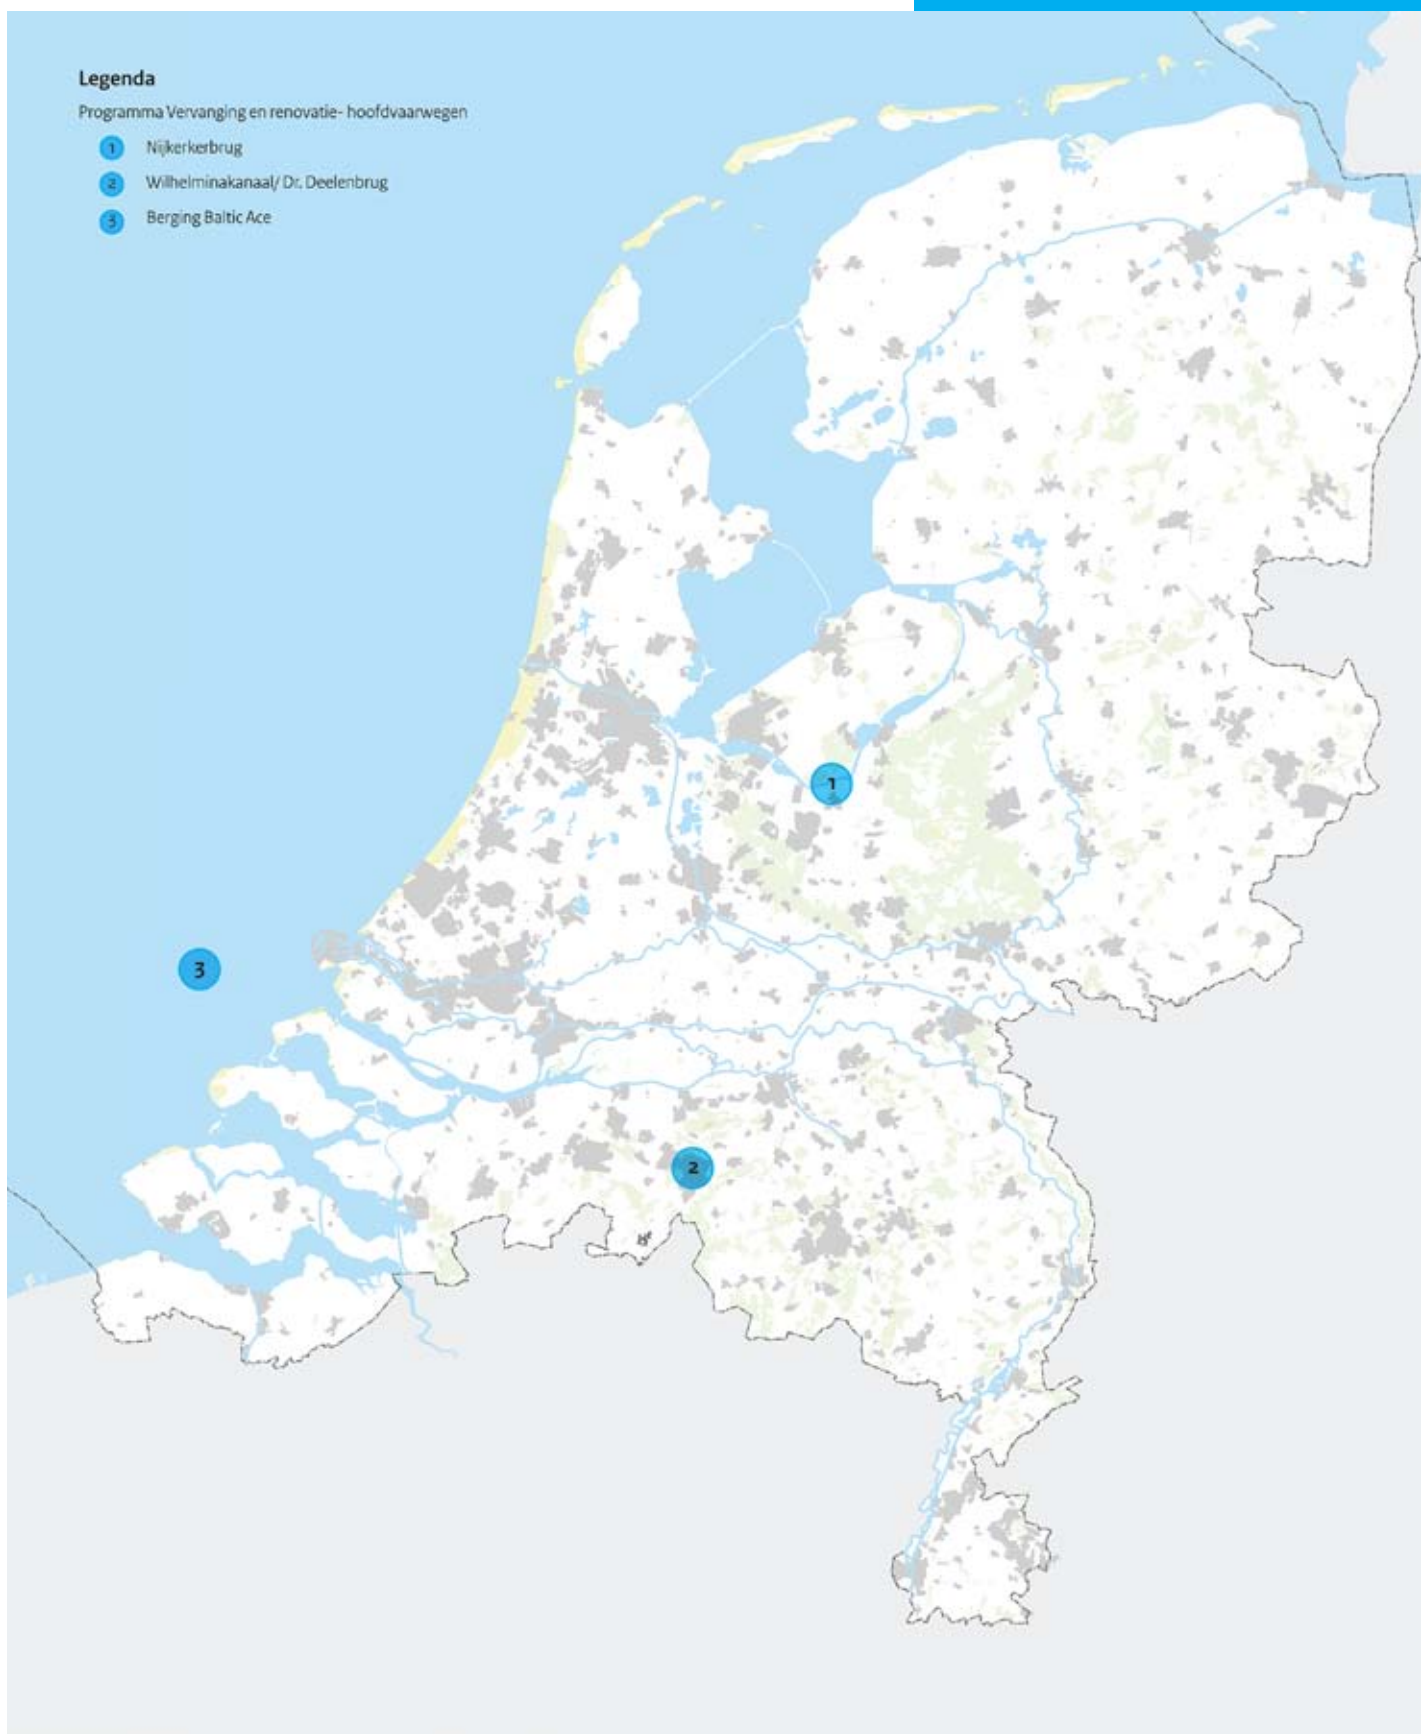 Legenda
Programma Vervanging en renovatie- hoofdvaarwegen
1 Nijkerkerbrug
2 Wilhelminakanaal/ Dr. Deelenbrug
3 Berging Baltic Ace
1
3
2